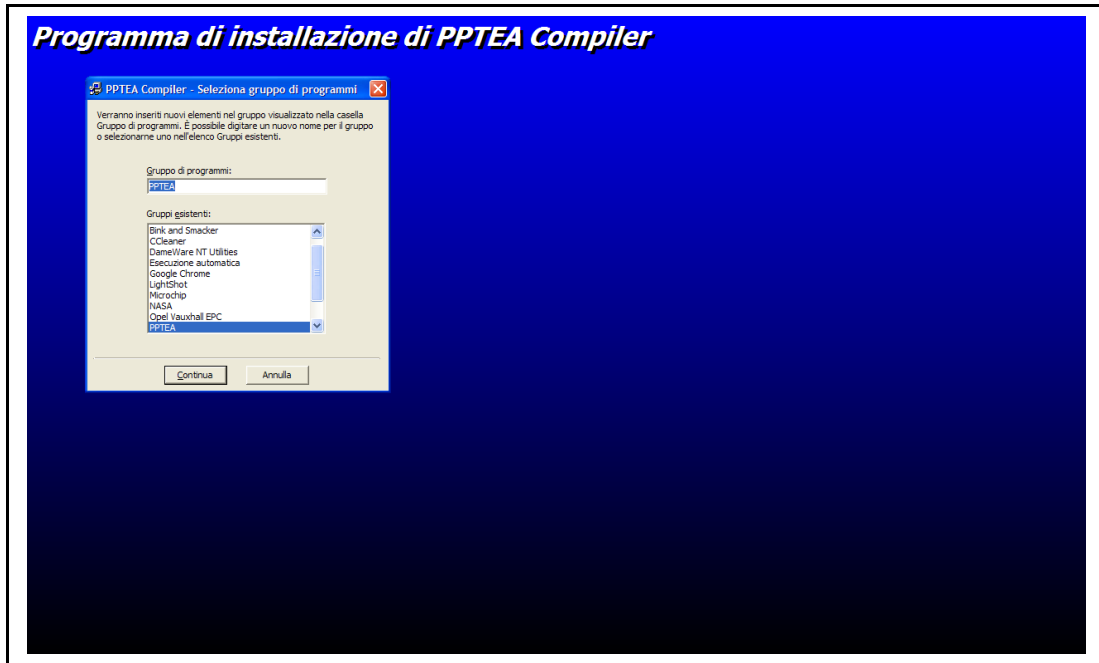 Programma di installazione di PPTEA Compiler
PPTEA Compiler - Seleziona gruppo di programmi
Verranno inseriti nuovi elementi nel gruppo visualizzato nella casella
Gruppo di programmi. È possibile digitare un nuovo nome per il gruppo
o selezionarne uno nell'elenco Gruppi esistenti.
Gruppo di programmi:
PPTEA
Gruppi esistenti:
Bink and Smacker
CCleaner
DameWare NT Utilities
Esecuzione automatica
Google Chrome
LightShot
Microchip
NASA
Opel Vauxhall EPC
PPTEA
Continua
Annulla